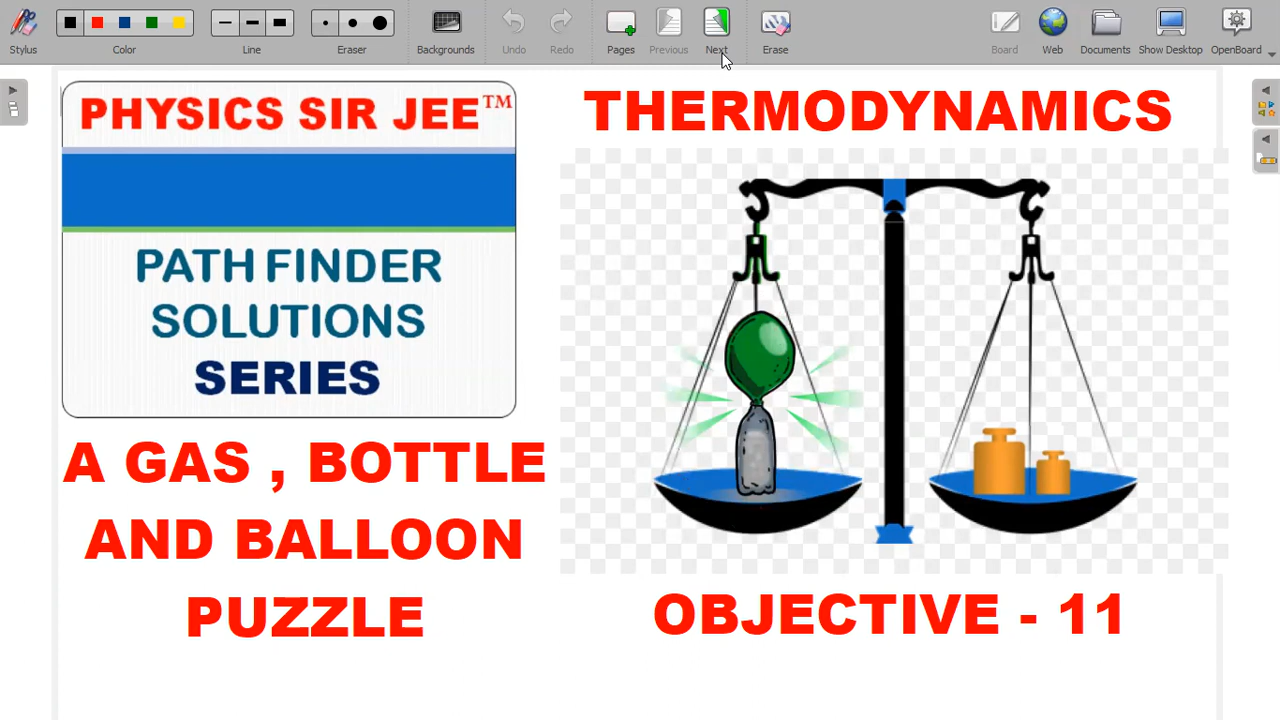 Stylus
Color
Line
Eraser
Backgrounds
Undo
Redo
Pages
Previous
Next
Erase
Board
Web
Documents
Show Desktop
OpenBoard
PHYSICS SIR JEE™
PATH FINDER
SOLUTIONS
SERIES
A GAS , BOTTLE
AND BALLOON
PUZZLE
THERMODYNAMICS
OBJECTIVE - 11